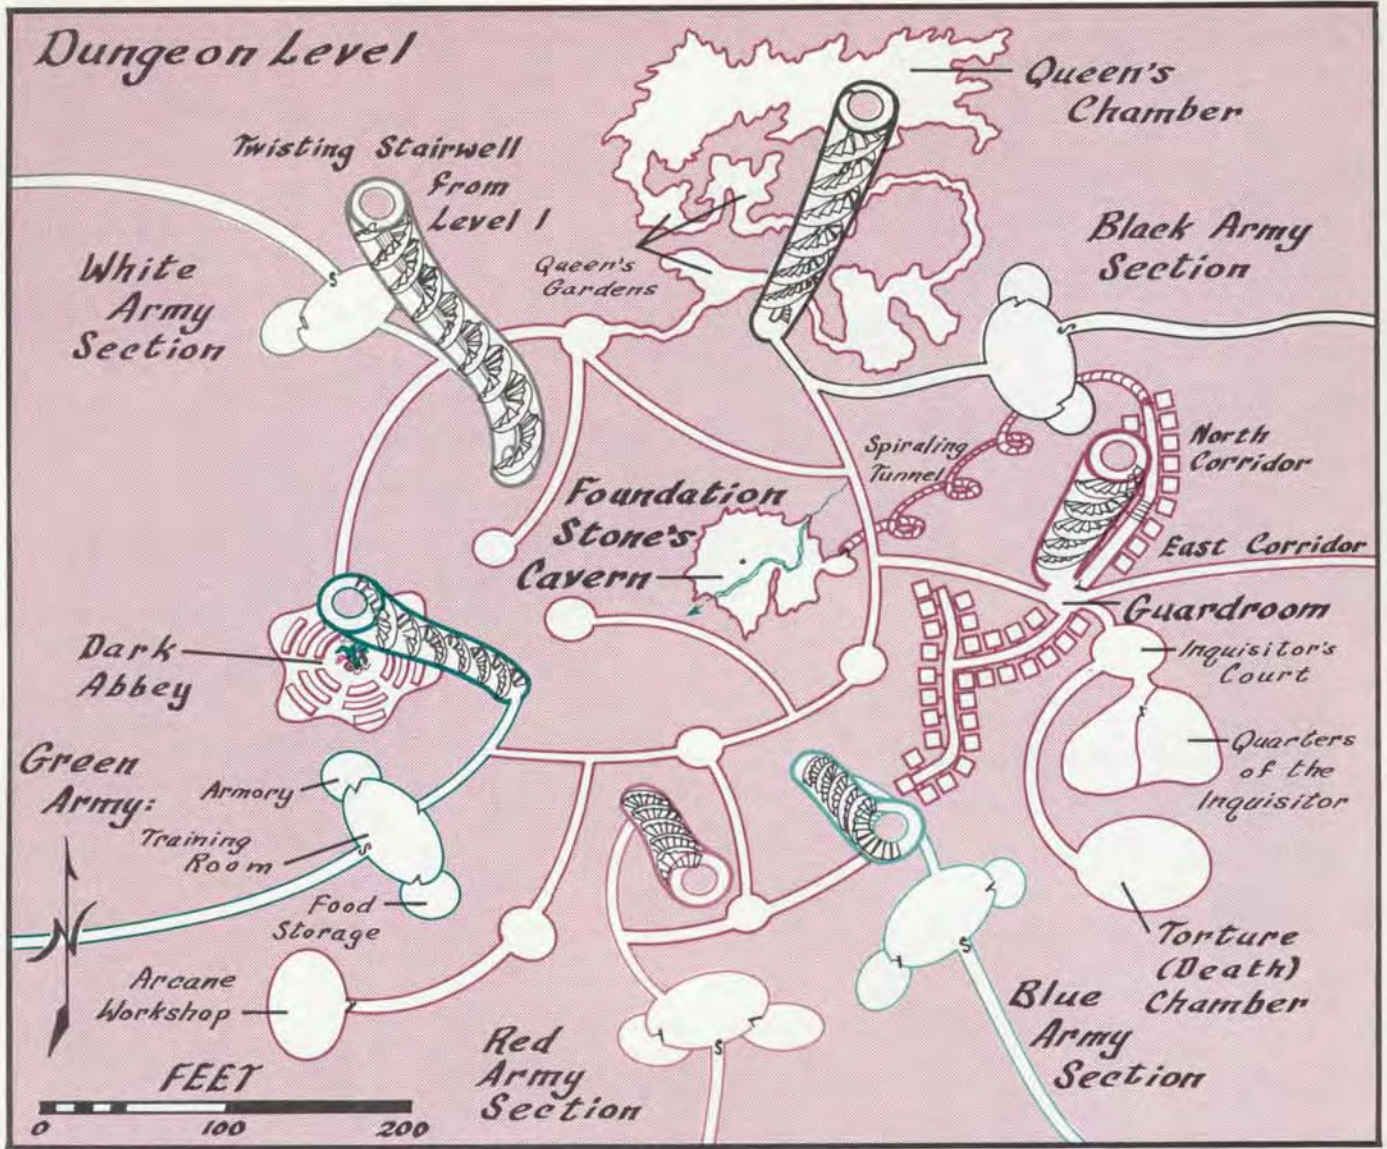 Dungeon Level
Queen's
Chamber
Twisting Stairwell
from
Level 1
White
Army
Section
Queen's
Gardens
Black Army
Section
Spiraling
Tunnel
North
Corridor
Foundation
Stone's
Cavern
East Corridor
Guardroom
Inquisitor's
Court
Dark
Abbey
Quarters
of the
Inquisitor
Green
Army:
Armory
Training
Room
Food
Storage
N
Arcane
Workshop
Torture
(Death)
Chamber
Blue
Army
Section
Red
Army
Section
FEET
0 100 200
S
S
S
S
S